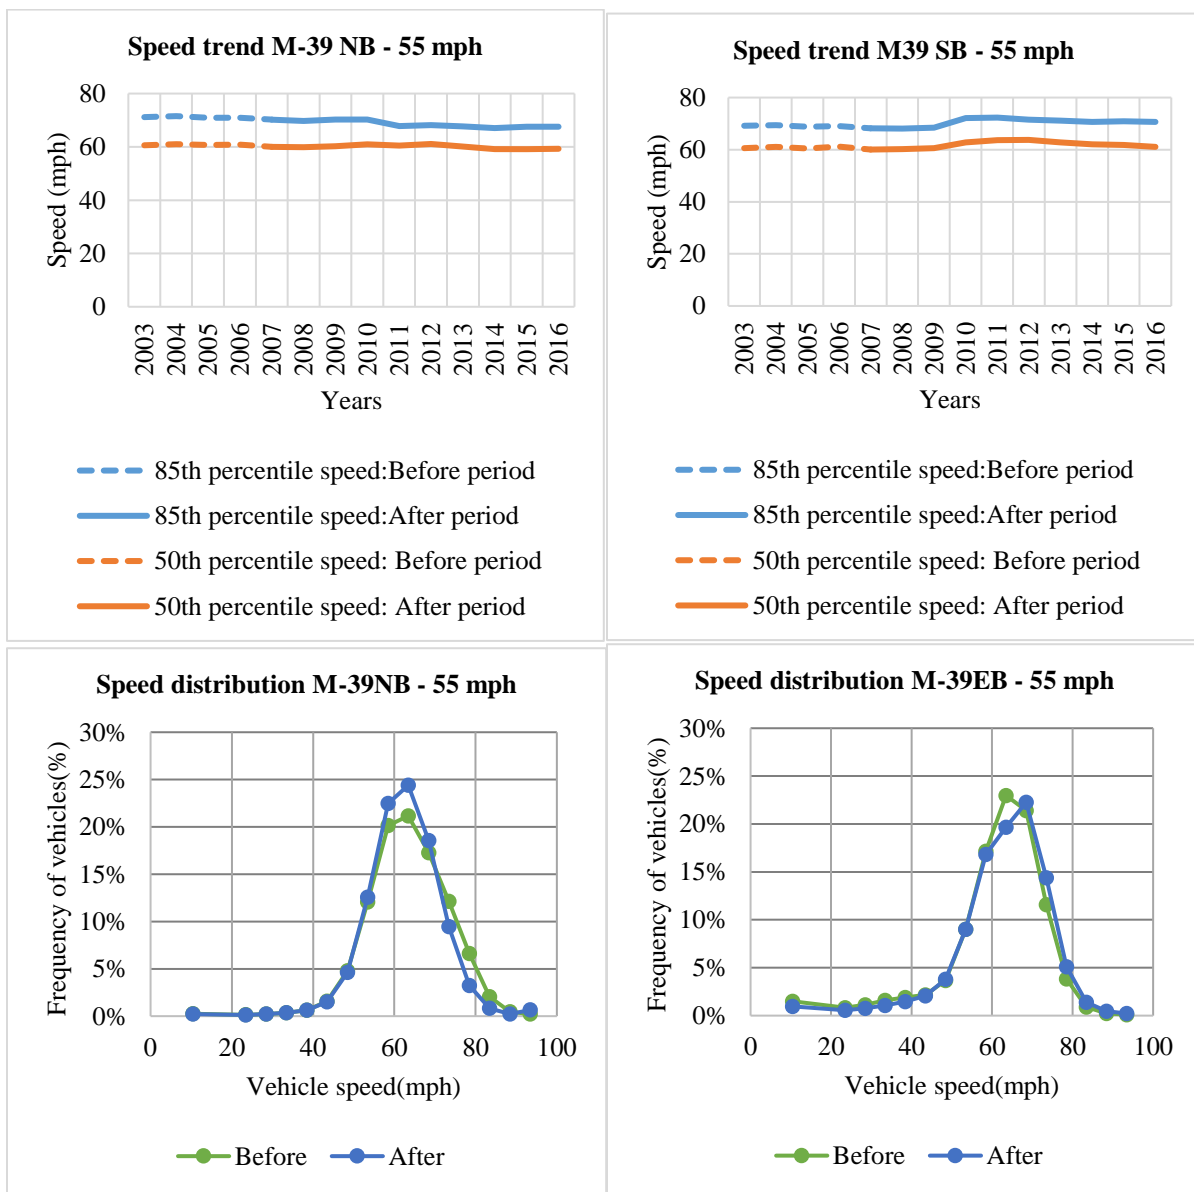 Speed trend M-39 NB - 55 mph
80
60
40
20
0
Speed (mph)
2003
2004
2005
2006
2007
2008
2009
2010
2011
2012
2013
2014
2015
2016
Years
85th percentile speed:Before period
85th percentile speed:After period
50th percentile speed: Before period
50th percentile speed: After period
Speed trend M39 SB - 55 mph
80
60
40
20
0
Speed (mph)
2003
2004
2005
2006
2007
2008
2009
2010
2011
2012
2013
2014
2015
2016
Years
85th percentile speed:Before period
85th percentile speed:After period
50th percentile speed: Before period
50th percentile speed: After period
Speed distribution M-39NB - 55 mph
30%
25%
20%
15%
10%
5%
0%
Frequency of vehicles(%)
0 20 40 60 80 100
Vehicle speed(mph)
Before After
Speed distribution M-39EB - 55 mph
30%
25%
20%
15%
10%
5%
0%
Frequency of vehicles(%)
0 20 40 60 80 100
Vehicle speed(mph)
Before After